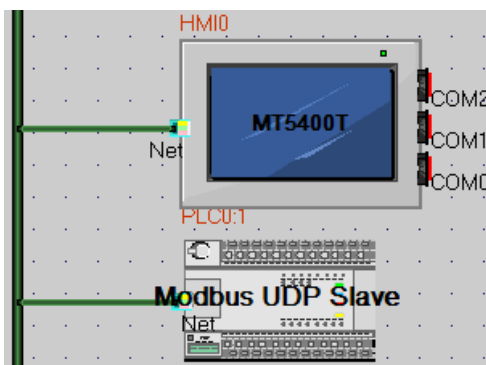 HMI0
MT5400T
COM2
COM1
Net
COM0
PLC0:1
Modbus UDP Slave
Net